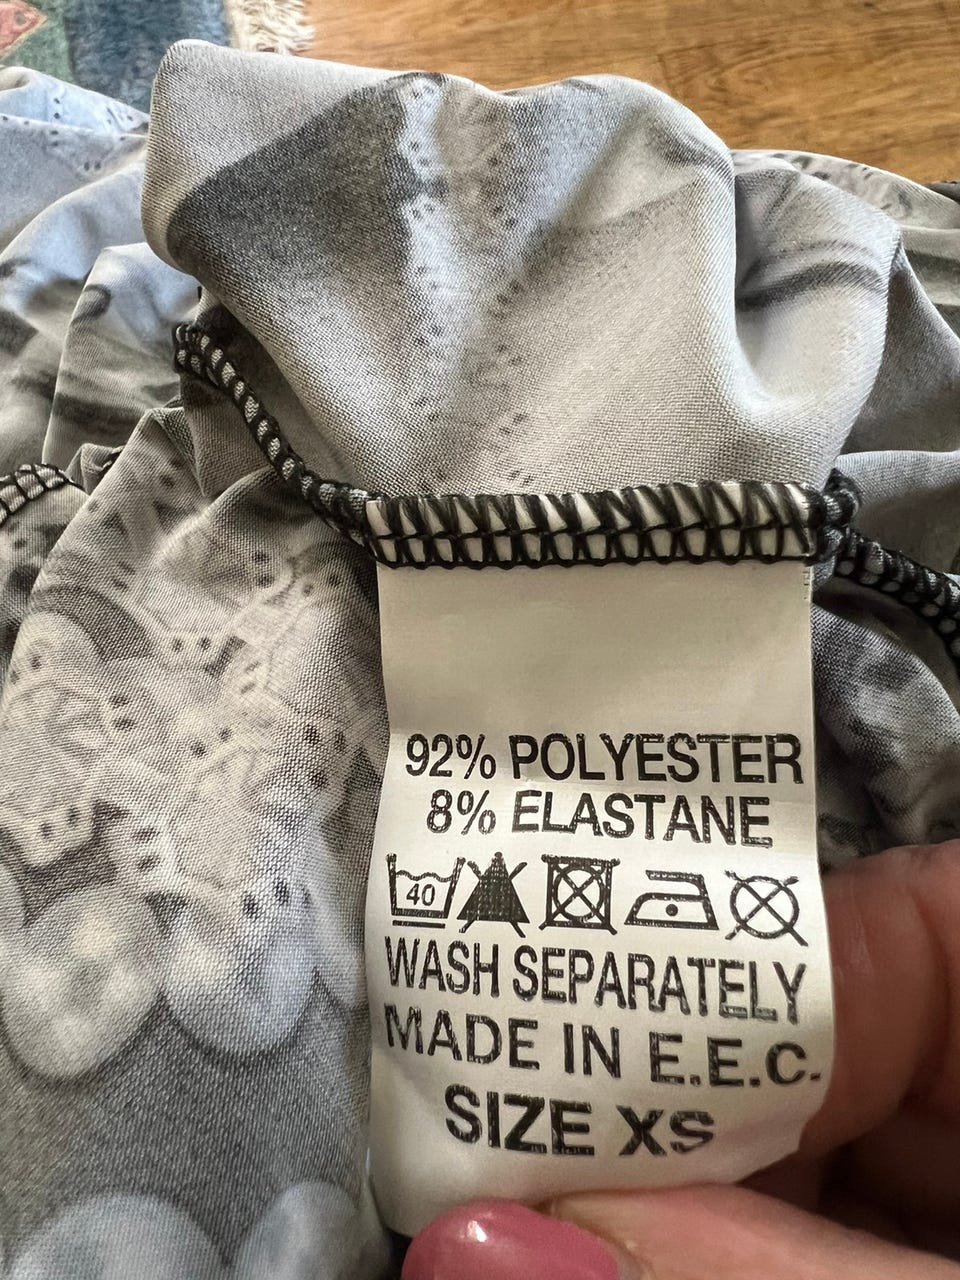 92% POLYESTER
8% ELASTANE
40
WASH SEPARATELY
MADE IN E.E.C.
SIZE XS